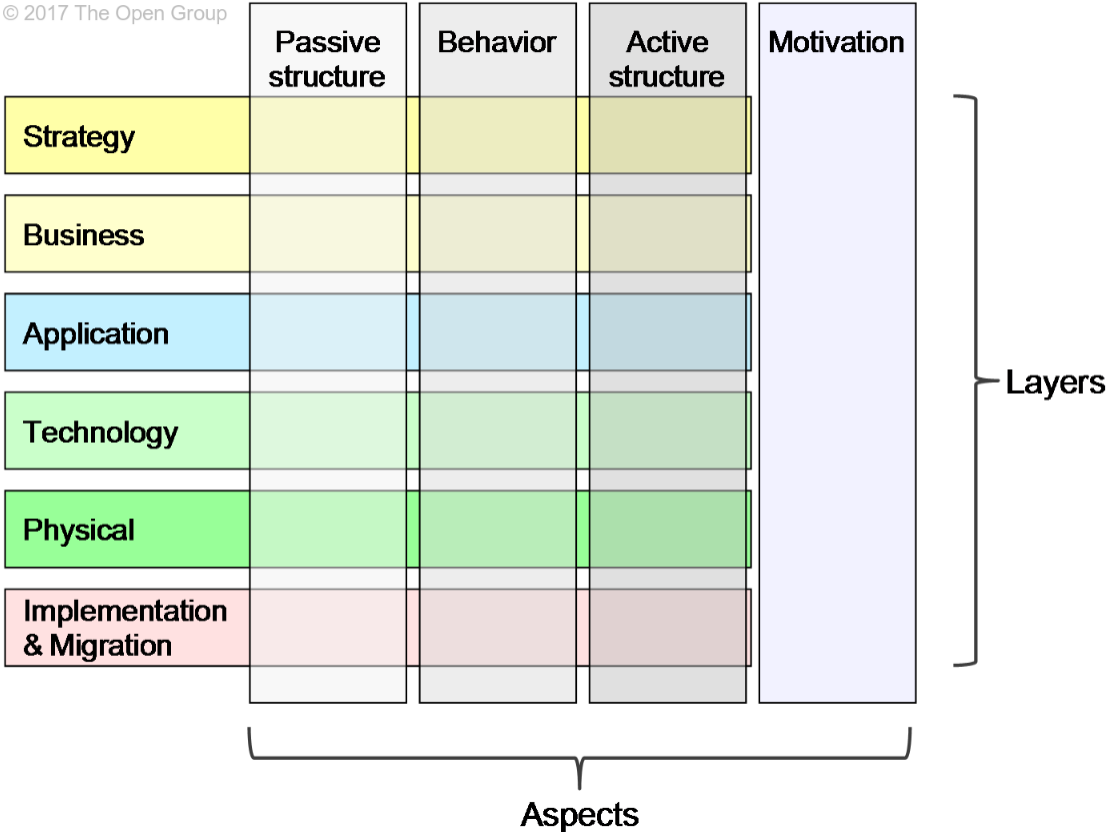 © 2017 The Open Group
Passive
structure
Behavior
Active
structure
Motivation
Strategy
Business
Application
Technology
Physical
Implementation
& Migration
Layers
Aspects